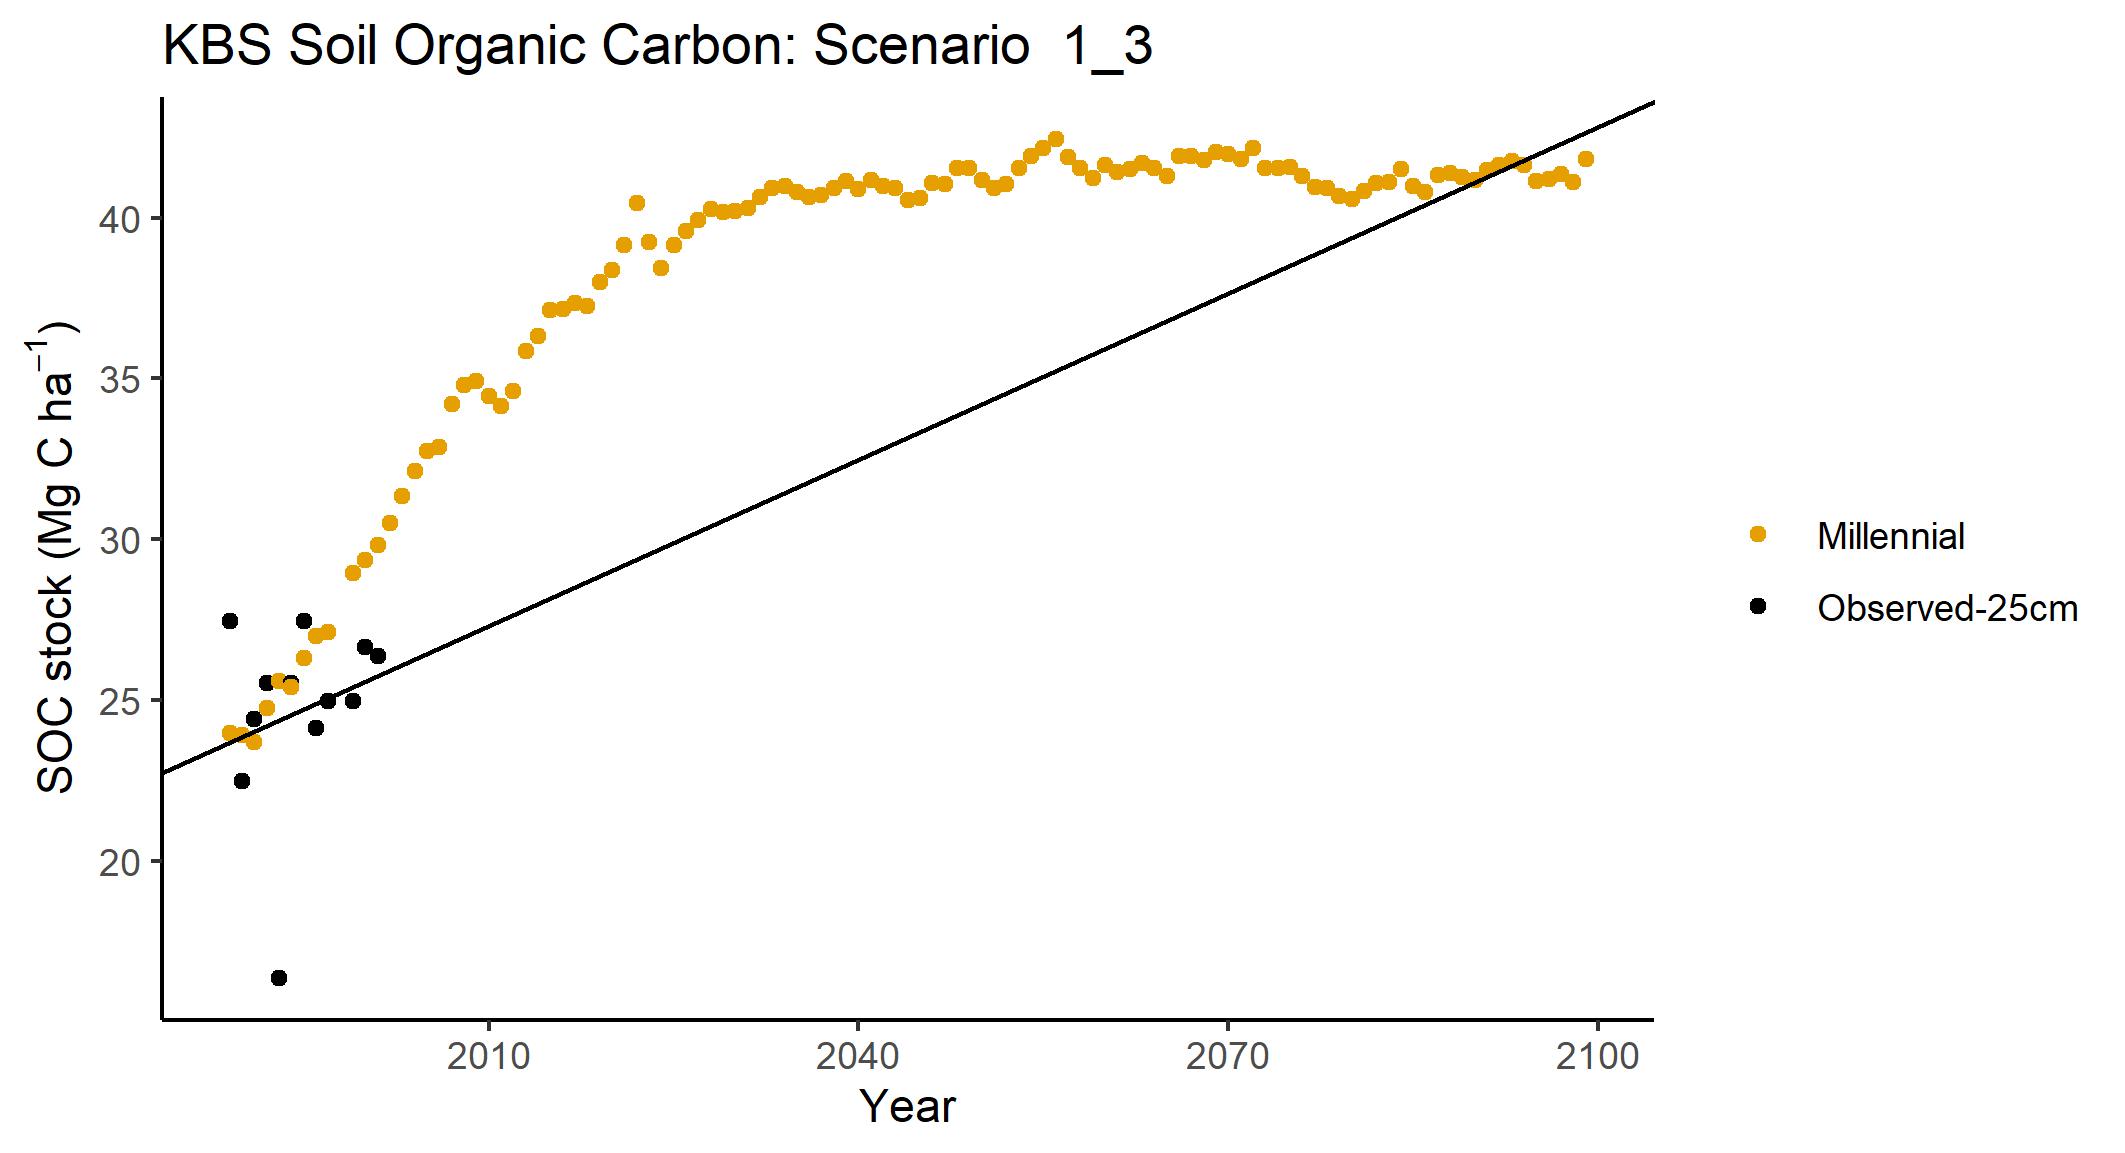 KBS Soil Organic Carbon: Scenario  1_3
SOC stock (Mg C ha⁻¹)
40
35
30
25
20
2010
2040
2070
2100
Year
Millennial
Observed-25cm